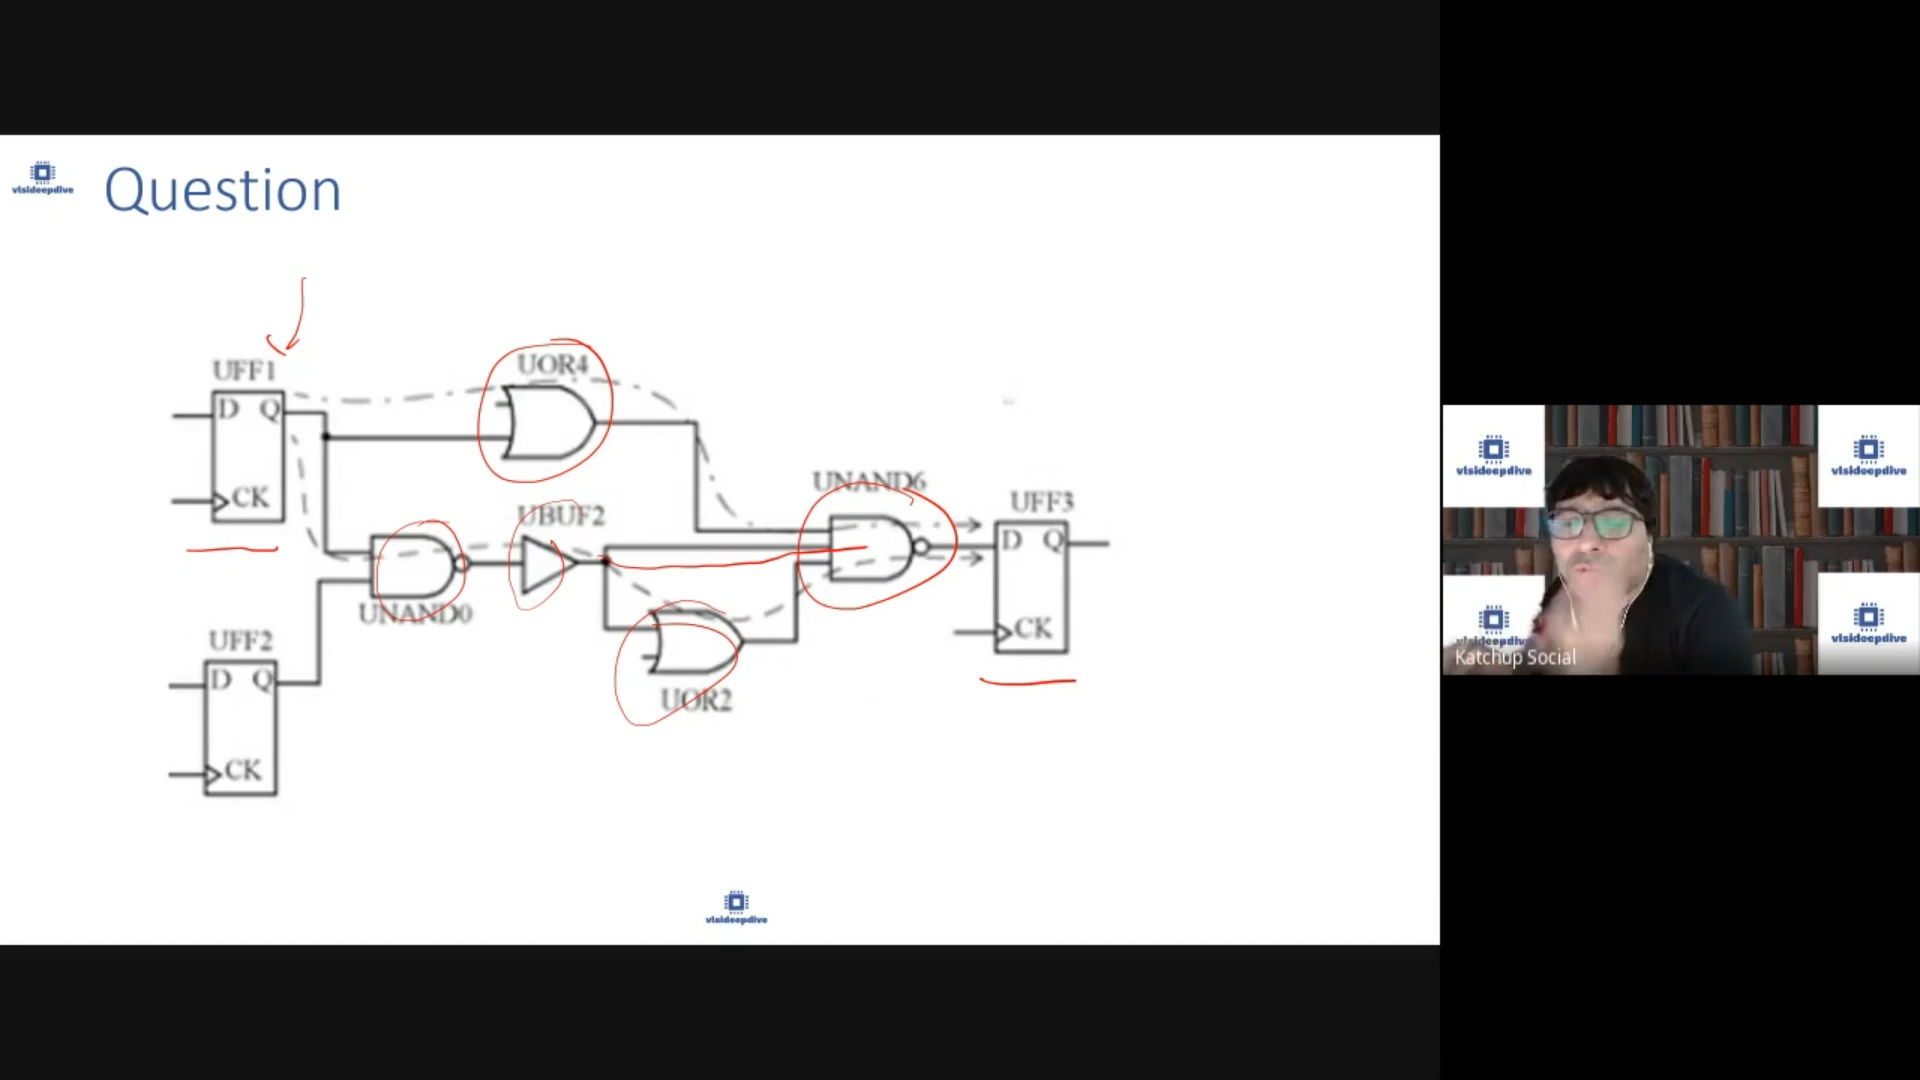 vlsideepdive
Question
UFF1
D Q
CK
UOR4
UBUF2
UNAND0
UNAND6
UFF3
D Q
CK
UFF2
D Q
CK
UOR2
vlsideepdive
vlsideepdive
vlsideepdive
vlsideepdive
vlsideepdive
Katchup Social